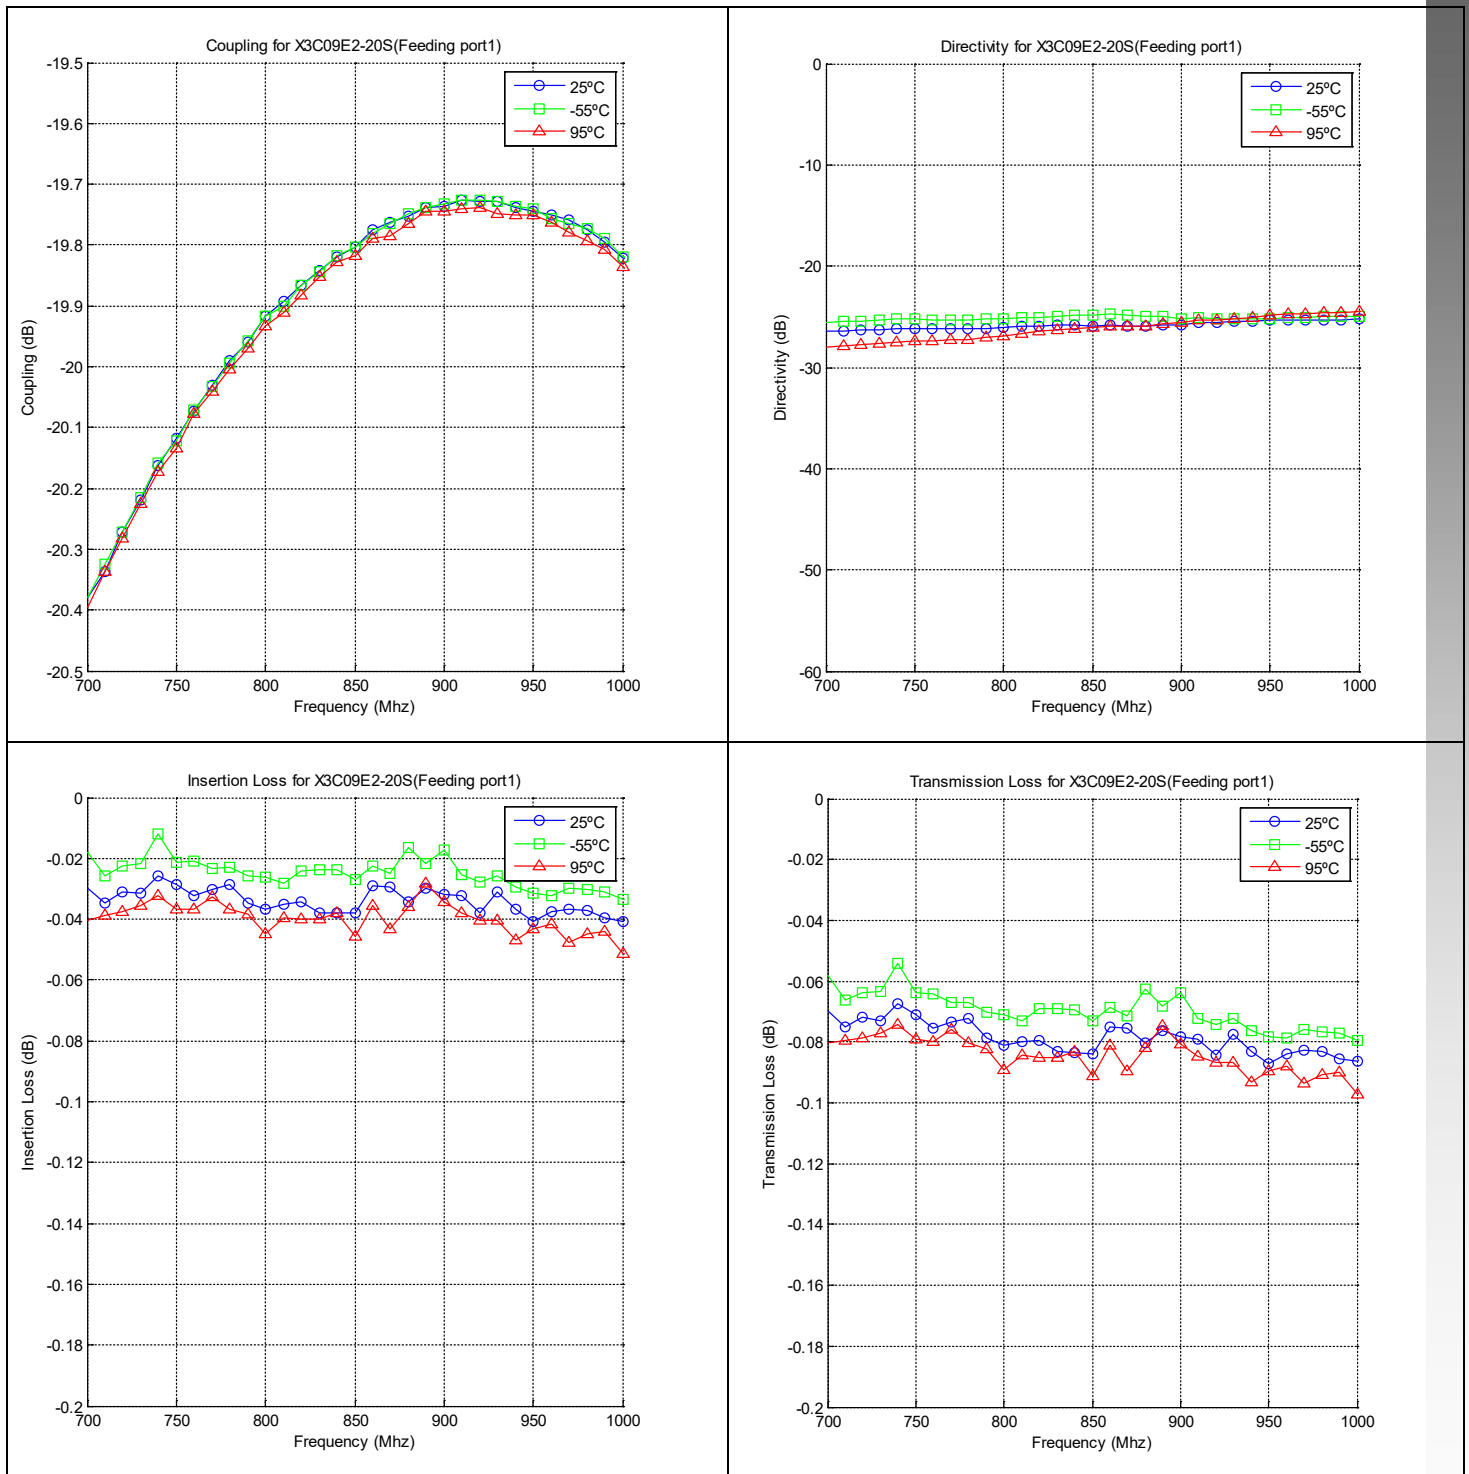 Coupling for X3C09E2-20S(Feeding port1)
-19.5
-19.6
-19.7
-19.8
-19.9
-20
-20.1
-20.2
-20.3
-20.4
-20.5
Coupling (dB)
25ºC
-55ºC
95ºC
700 750 800 850 900 950 1000
Frequency (Mhz)
Directivity for X3C09E2-20S(Feeding port1)
0
-10
-20
-30
-40
-50
-60
Directivity (dB)
25ºC
-55ºC
95ºC
700 750 800 850 900 950 1000
Frequency (Mhz)
Insertion Loss for X3C09E2-20S(Feeding port1)
0
-0.02
-0.04
-0.06
-0.08
-0.1
-0.12
-0.14
-0.16
-0.18
-0.2
Insertion Loss (dB)
25ºC
-55ºC
95ºC
700 750 800 850 900 950 1000
Frequency (Mhz)
Transmission Loss for X3C09E2-20S(Feeding port1)
0
-0.02
-0.04
-0.06
-0.08
-0.1
-0.12
-0.14
-0.16
-0.18
-0.2
Transmission Loss (dB)
25ºC
-55ºC
95ºC
700 750 800 850 900 950 1000
Frequency (Mhz)